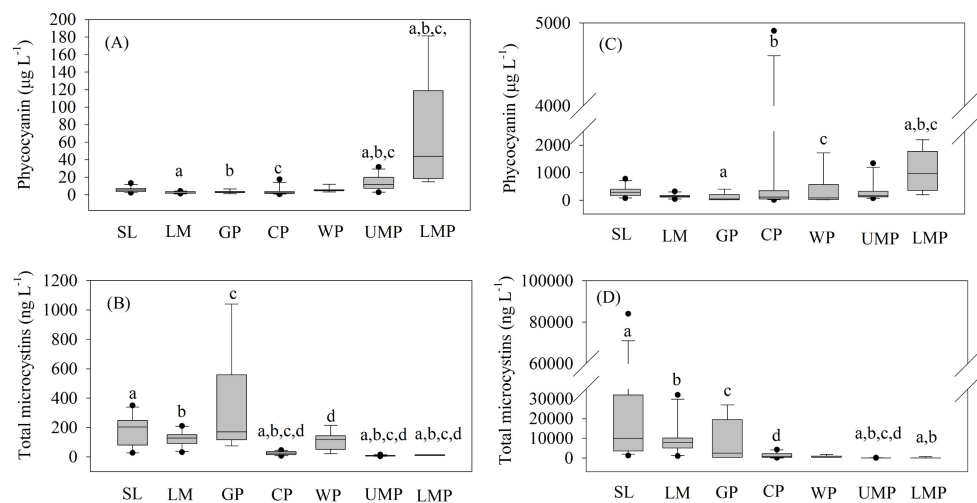 (A)
Phycocyanin (µg L⁻¹)
200
180
160
140
120
100
80
60
40
20
0
a
b
c
a,b,c
a,b,c,
SL LM GP CP WP UMP LMP
(C)
Phycocyanin (µg L⁻¹)
5000
4000
2000
1000
0
a
b
c
a,b,c
SL LM GP CP WP UMP LMP
(B)
Total microcystins (ng L⁻¹)
1200
1000
800
600
400
200
0
a
b
c
a,b,c,d
d
a,b,c,d
a,b,c,d
SL LM GP CP WP UMP LMP
(D)
Total microcystins (ng L⁻¹)
100000
80000
60000
30000
20000
10000
0
a
b
c
d
a,b,c,d
a,b
SL LM GP CP WP UMP LMP